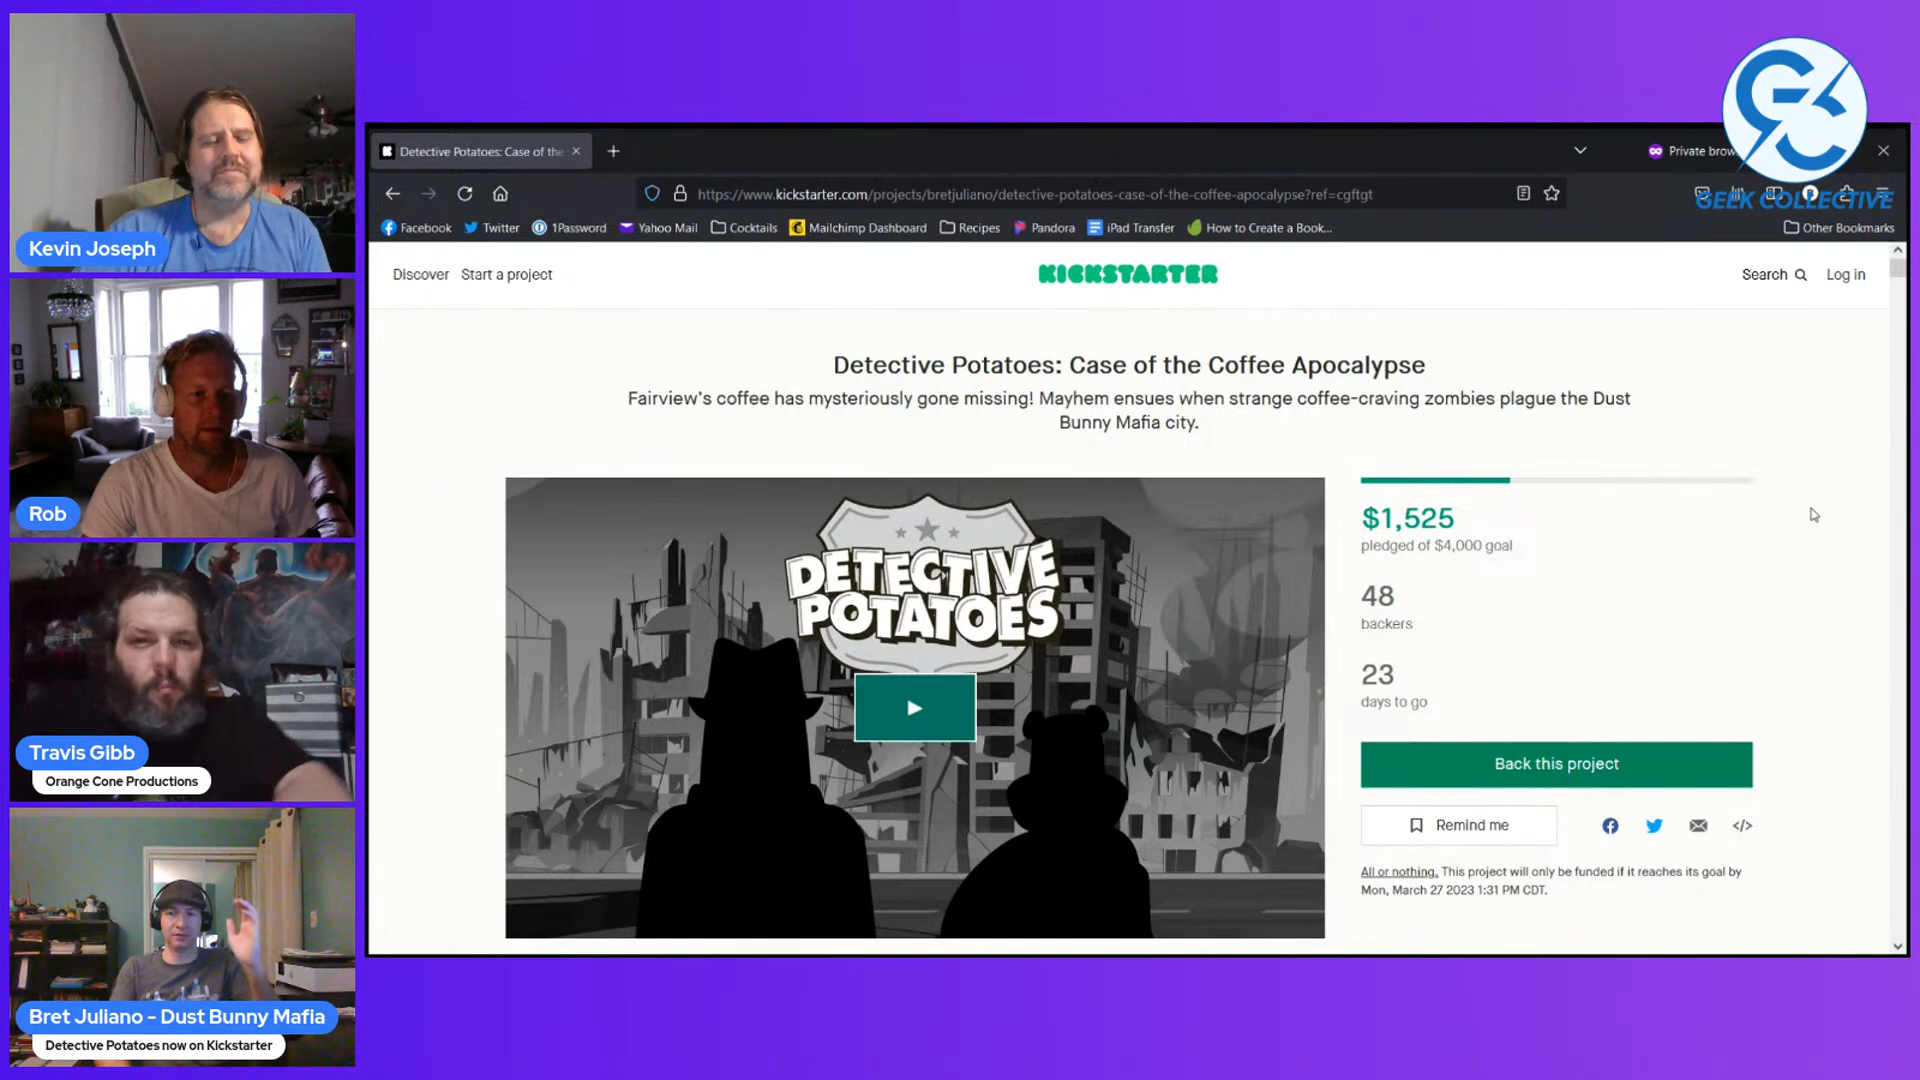 Kevin Joseph
Rob
Travis Gibb
Orange Cone Productions
Bret Juliano - Dust Bunny Mafia
Detective Potatoes now on Kickstarter
Detective Potatoes: Case of the
Private brow
https://www.kickstarter.com/projects/bretjuliano/detective-potatoes-case-of-the-coffee-apocalypse?ref=cgftgt
GEEK COLLECTIVE
Facebook Twitter 1Password Yahoo Mail Cocktails Mailchimp Dashboard Recipes Pandora iPad Transfer How to Create a Book... Other Bookmarks
Discover Start a project KICKSTARTER Search Log in
Detective Potatoes: Case of the Coffee Apocalypse
Fairview's coffee has mysteriously gone missing! Mayhem ensues when strange coffee-craving zombies plague the Dust
Bunny Mafia city.
DETECTIVE
POTATOES
$1,525
pledged of $4,000 goal
48
backers
23
days to go
Back this project
Remind me
All or nothing. This project will only be funded if it reaches its goal by
Mon, March 27 2023 1:31 PM CDT.